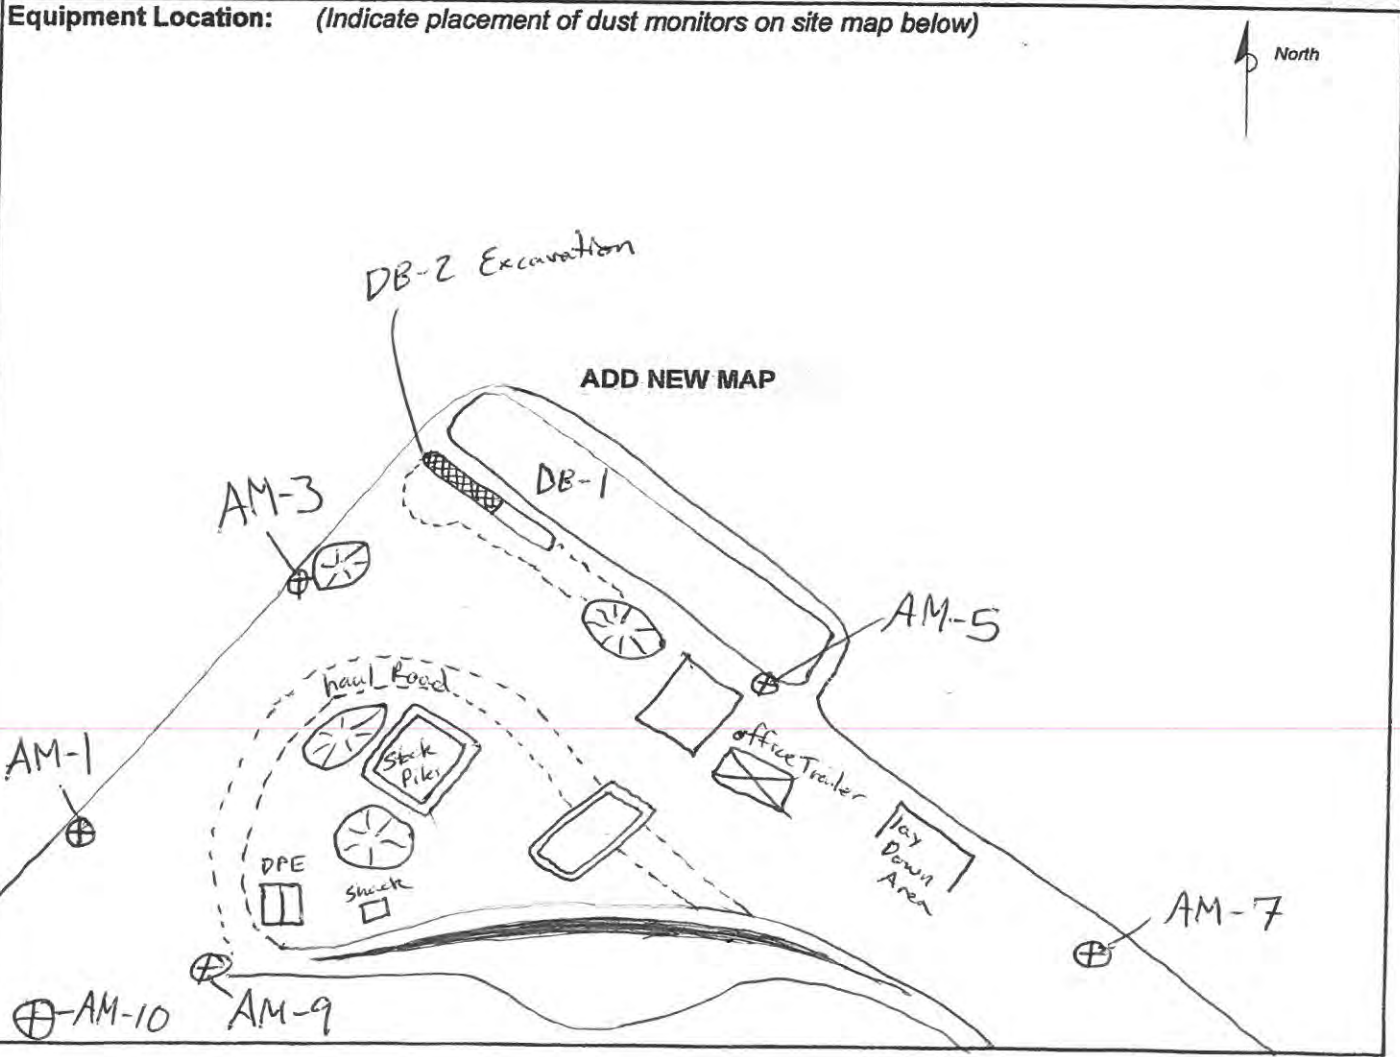 Equipment Location: (Indicate placement of dust monitors on site map below)
North
DB-2 Excavation
ADD NEW MAP
DB-1
AM-3
AM-5
haul Road
Stock
Piles
office Trailer
AM-1
lay
Down
Area
DPE
Shack
AM-7
AM-9
AM-10